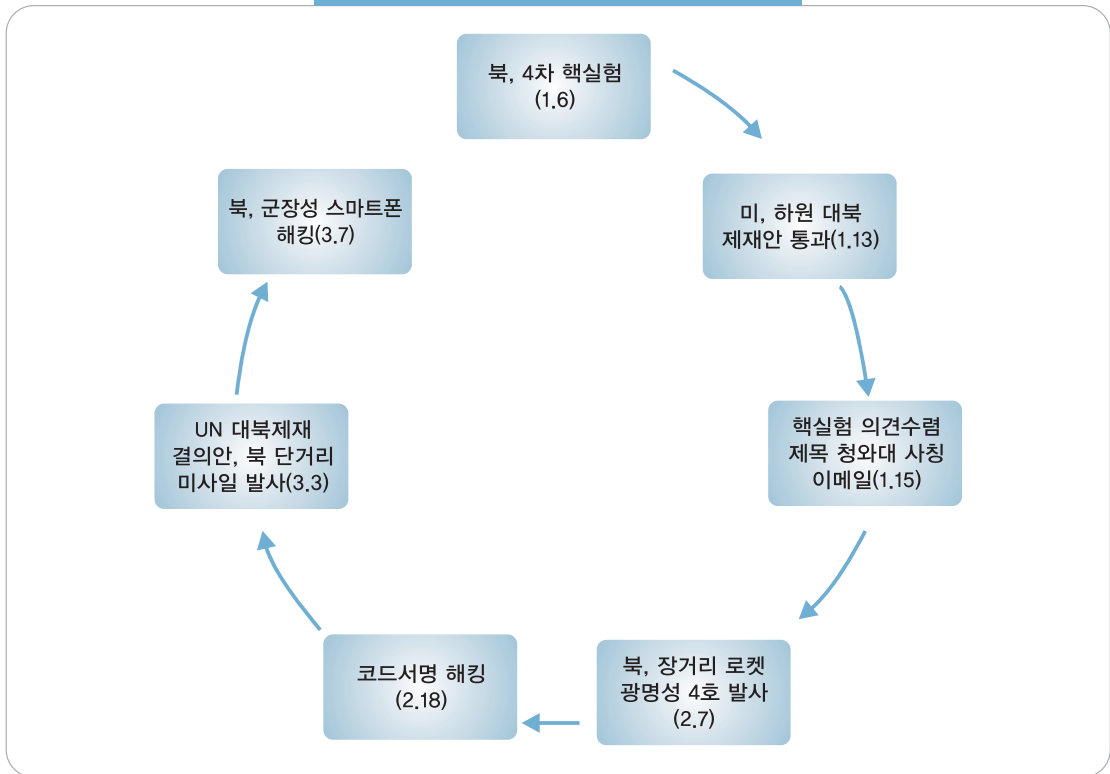 북, 4차 핵실험
(1.6)
미, 하원 대북
제재안 통과(1.13)
핵실험 의견수렴
제목 청와대 사칭
이메일(1.15)
북, 장거리 로켓
광명성 4호 발사
(2.7)
코드서명 해킹
(2.18)
UN 대북제재
결의안, 북 단거리
미사일 발사(3.3)
북, 군장성 스마트폰
해킹(3.7)